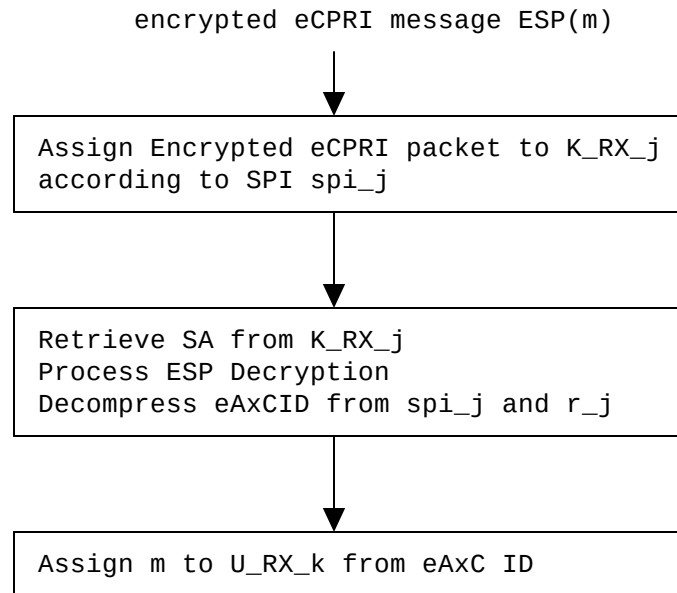 encrypted eCPRI message ESP(m)
Assign Encrypted eCPRI packet to K_RX_j
according to SPI spi_j
Retrieve SA from K_RX_j
Process ESP Decryption
Decompress eAxCID from spi_j and r_j
Assign m to U_RX_k from eAxC ID